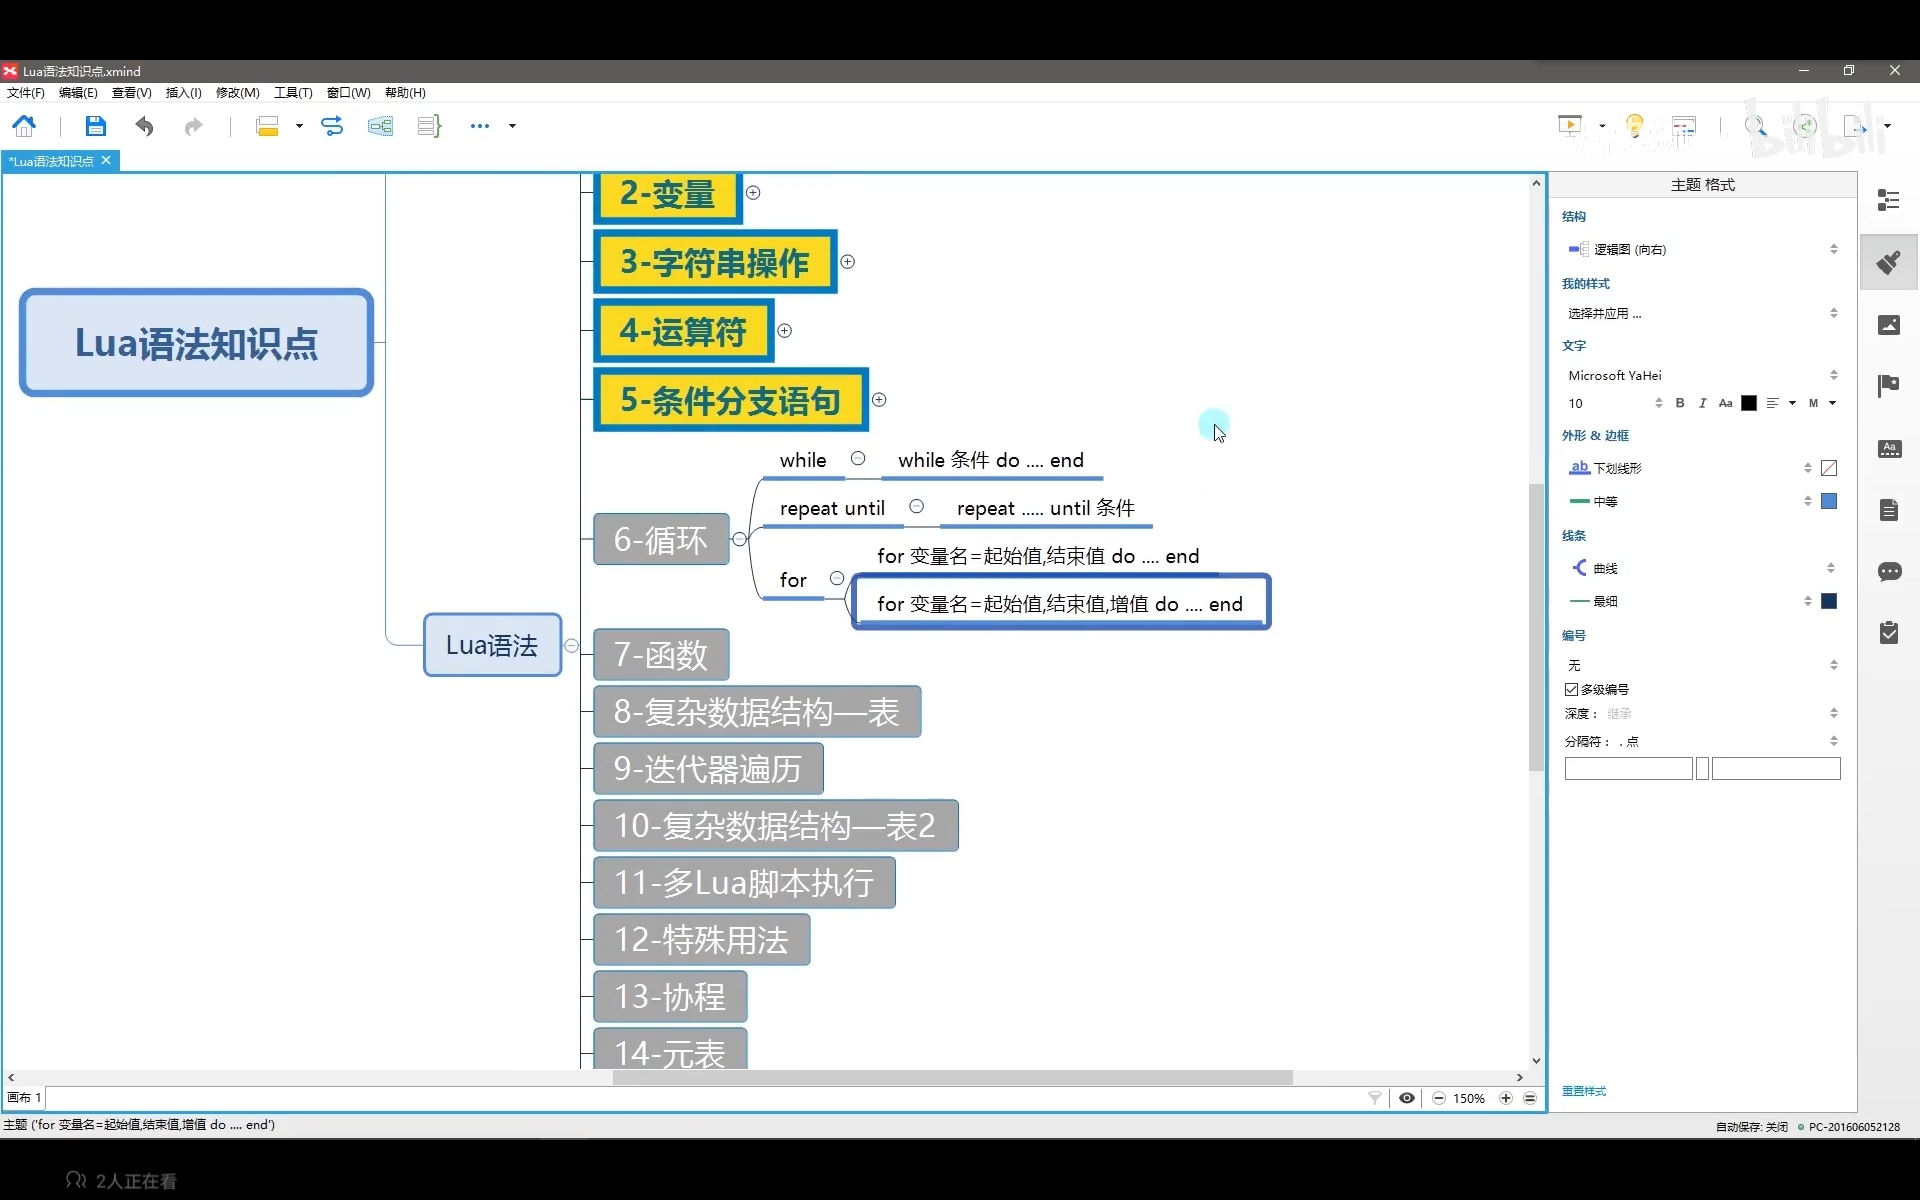 Lua语法知识点.xmind
文件(F) 编辑(E) 查看(V) 插入(I) 修改(M) 工具(T) 窗口(W) 帮助(H)
bilibili
*Lua语法知识点
2-变量
3-字符串操作
4-运算符
5-条件分支语句
Lua语法知识点
while
while 条件 do .... end
repeat until
repeat ..... until 条件
6-循环
for
for 变量名=起始值,结束值 do .... end
for 变量名=起始值,结束值,增值 do .... end
Lua语法
7-函数
8-复杂数据结构—表
9-迭代器遍历
10-复杂数据结构—表2
11-多Lua脚本执行
12-特殊用法
13-协程
14-元表
主题 格式
结构
逻辑图 (向右)
我的样式
选择并应用 ...
文字
Microsoft YaHei
10 B I Aa M
外形 & 边框
ab 下划线形
中等
线条
曲线
最细
编号
无
多级编号
深度： 继承
分隔符： . 点
重置样式
Aa
画布 1
150%
主题 ('for 变量名=起始值,结束值,增值 do .... end')
自动保存: 关闭 PC-201606052128
2人正在看